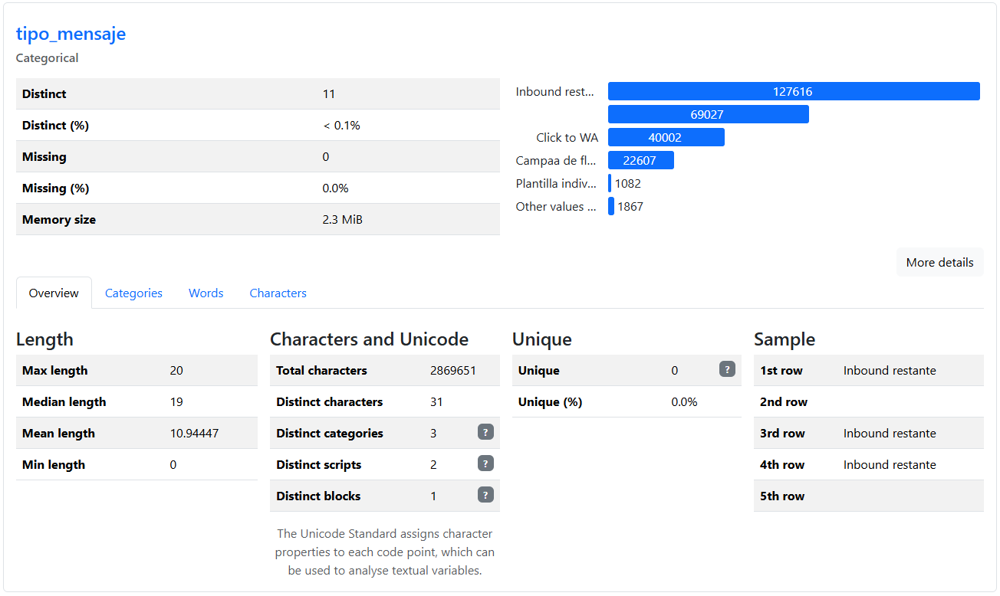 tipo_mensaje
Categorical
Distinct 11
Distinct (%) < 0.1%
Missing 0
Missing (%) 0.0%
Memory size 2.3 MiB
Inbound rest... 127616
69027
Click to WA 40002
Campaa de fl... 22607
Plantilla indiv... 1082
Other values ... 1867
More details
Overview Categories Words Characters
Length
Max length 20
Median length 19
Mean length 10.94447
Min length 0
Characters and Unicode
Total characters 2869651
Distinct characters 31
Distinct categories 3 ?
Distinct scripts 2 ?
Distinct blocks 1 ?
The Unicode Standard assigns character
properties to each code point, which can
be used to analyse textual variables.
Unique
Unique 0 ?
Unique (%) 0.0%
Sample
1st row Inbound restante
2nd row
3rd row Inbound restante
4th row Inbound restante
5th row